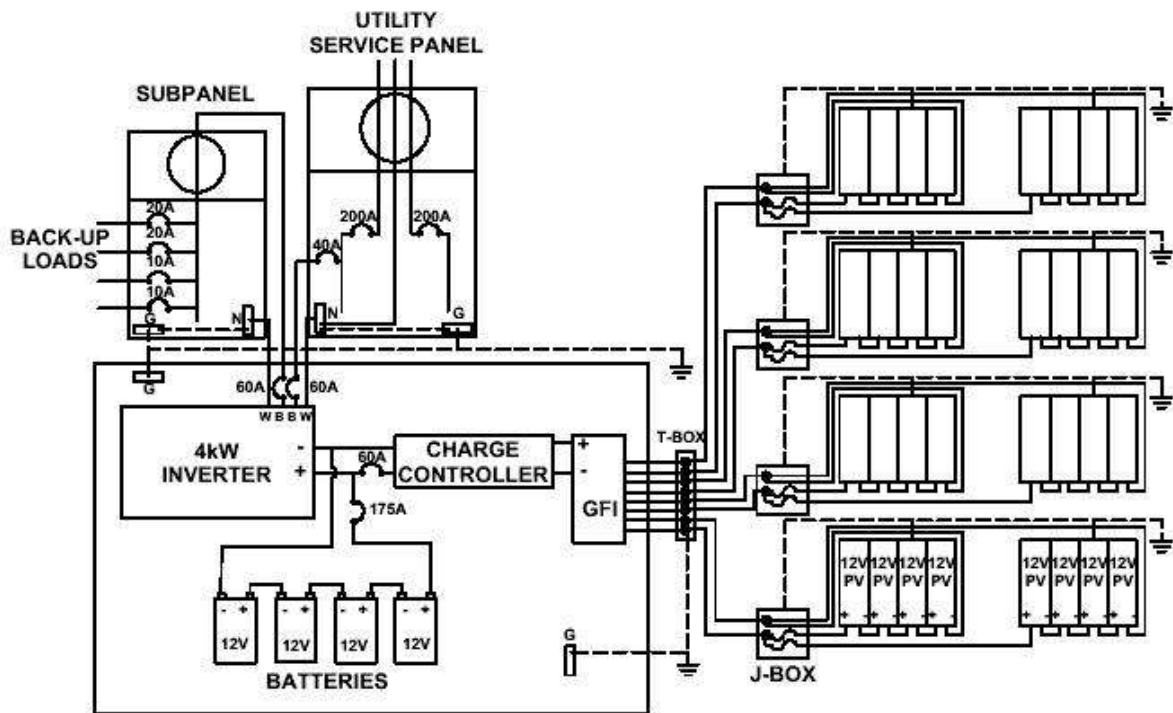 UTILITY
SERVICE PANEL
SUBPANEL
20A
20A
10A
10A
BACK-UP
LOADS
G
N
200A
200A
40A
N
G
G
60A
60A
W B B W
4kW
INVERTER
-
+
60A
CHARGE
CONTROLLER
+
-
GFI
T-BOX
175A
- +
- +
- +
- +
12V
12V
12V
12V
BATTERIES
G
J-BOX
12V 12V 12V 12V
PV PV PV PV
+ - + - + - + -
12V 12V 12V 12V
PV PV PV PV
+ - + - + - + -